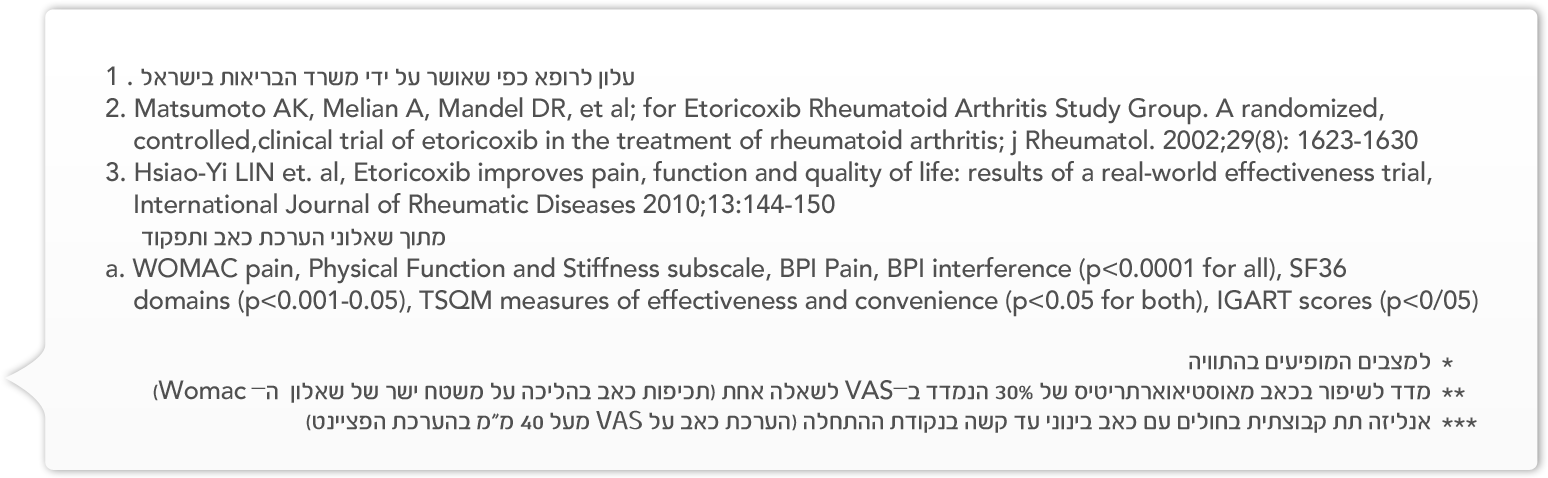 1 . עלון לרופא כפי שאושר על ידי משרד הבריאות בישראל
2. Matsumoto AK, Melian A, Mandel DR, et al; for Etoricoxib Rheumatoid Arthritis Study Group. A randomized,
controlled,clinical trial of etoricoxib in the treatment of rheumatoid arthritis; j Rheumatol. 2002;29(8): 1623-1630
3. Hsiao-Yi LIN et. al, Etoricoxib improves pain, function and quality of life: results of a real-world effectiveness trial,
International Journal of Rheumatic Diseases 2010;13:144-150
מתוך שאלוני הערכת כאב ותפקוד
a. WOMAC pain, Physical Function and Stiffness subscale, BPI Pain, BPI interference (p<0.0001 for all), SF36
domains (p<0.001-0.05), TSQM measures of effectiveness and convenience (p<0.05 for both), IGART scores (p<0/05)
* למצבים המופיעים בהתוויה
** מדד לשיפור בכאב מאוסטיאוארתריטיס של 30% הנמדד ב–VAS לשאלה אחת (תכיפות כאב בהליכה על משטח ישר של שאלון ה– Womac)
*** אנליזה תת קבוצתית בחולים עם כאב בינוני עד קשה בנקודת ההתחלה (הערכת כאב על VAS מעל 40 מ"מ בהערכת הפציינט)